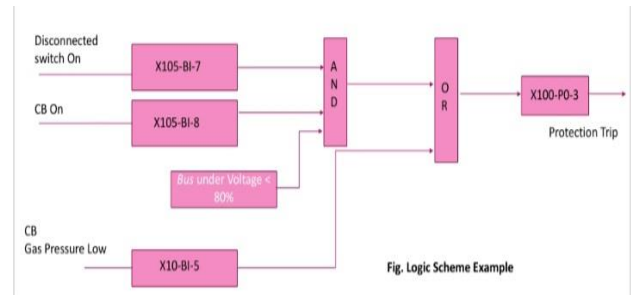 Disconnected
switch On
X105-BI-7
CB On
X105-BI-8
A
N
D
O
R
X100-P0-3
Protection Trip
Bus under Voltage <
80%
CB
Gas Pressure Low
X10-BI-5
Fig. Logic Scheme Example